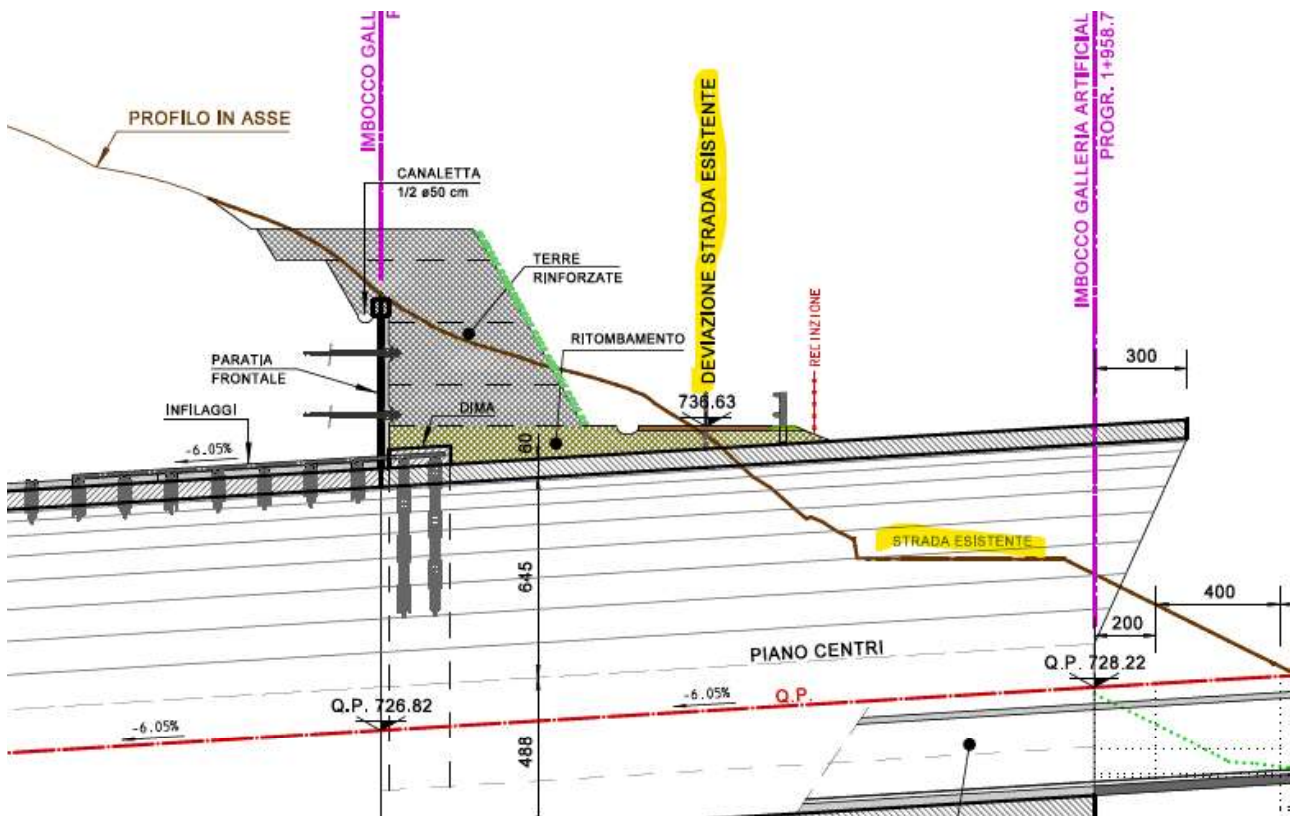 IMBOCCO GALL
IMBOCCO GALLERIA ARTIFICIAL
PROGR. 1+958.7
PROFILO IN ASSE
CANALETTA
1/2 ø50 cm
DEVIAZIONE STRADA ESISTENTE
TERRE
RINFORZATE
RECINZIONE
RITOMBAMENTO
300
PARATIA
FRONTALE
736.63
INFILAGGI
DIMA
-6.05%
60
STRADA ESISTENTE
645
400
200
PIANO CENTRI
Q.P. 728.22
-6.05%
Q.P.
Q.P. 726.82
-6.05%
488